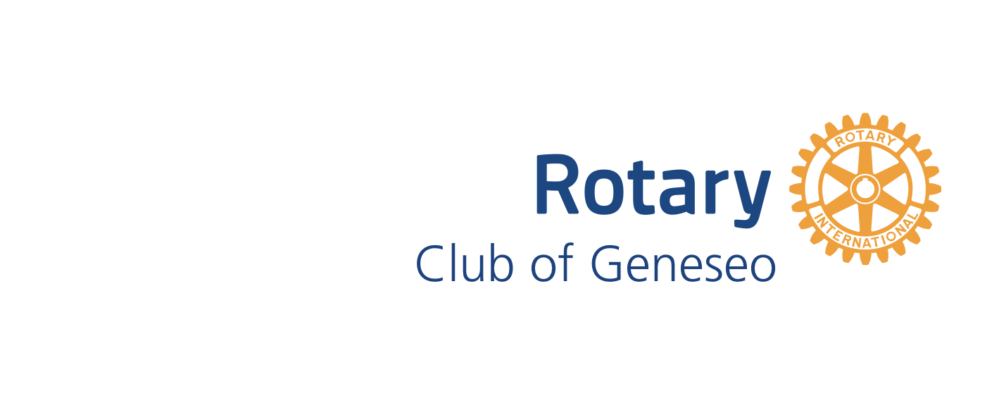 Rotary
Club of Geneseo
ROTARY
INTERNATIONAL